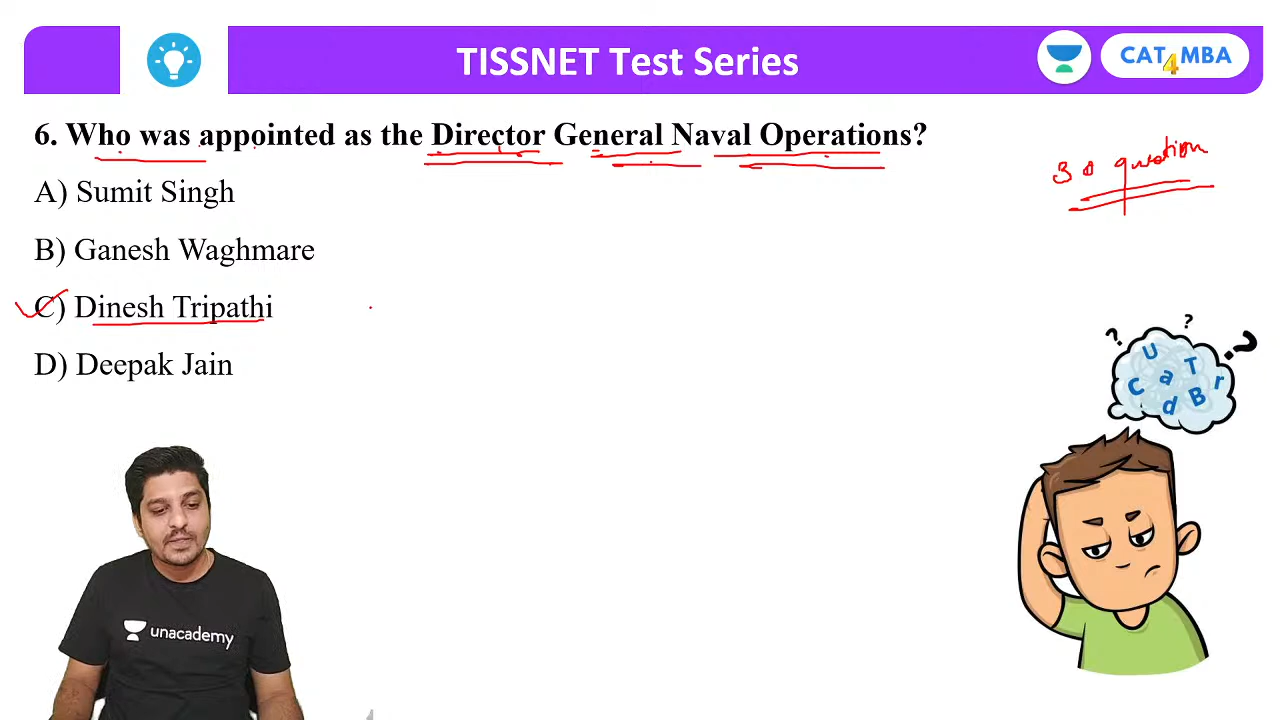 TISSNET Test Series
CAT4MBA
6. Who was appointed as the Director General Naval Operations?
30 question
A) Sumit Singh
B) Ganesh Waghmare
C) Dinesh Tripathi
D) Deepak Jain
? ? ?
U T r
C a B
d
unacademy